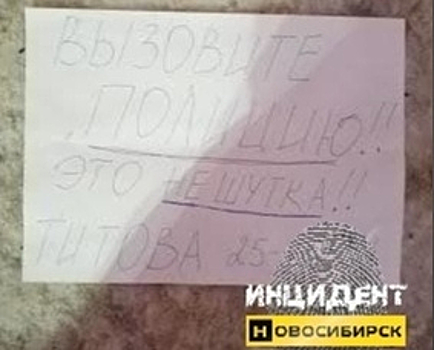 ВЫЗОВИТЕ
ПОЛИЦИЮ!!
ЭТО НЕ ШУТКА!!
ТИТОВА 25-
ИНЦИДЕНТ
НОВОСИБИРСК